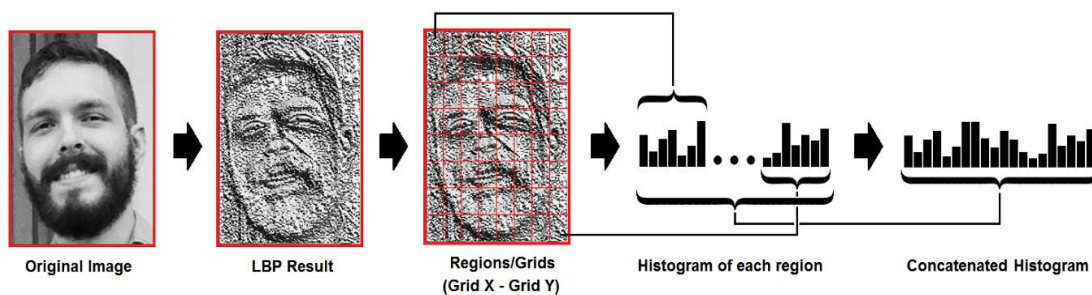 Original Image
LBP Result
Regions/Grids
(Grid X - Grid Y)
Histogram of each region
Concatenated Histogram